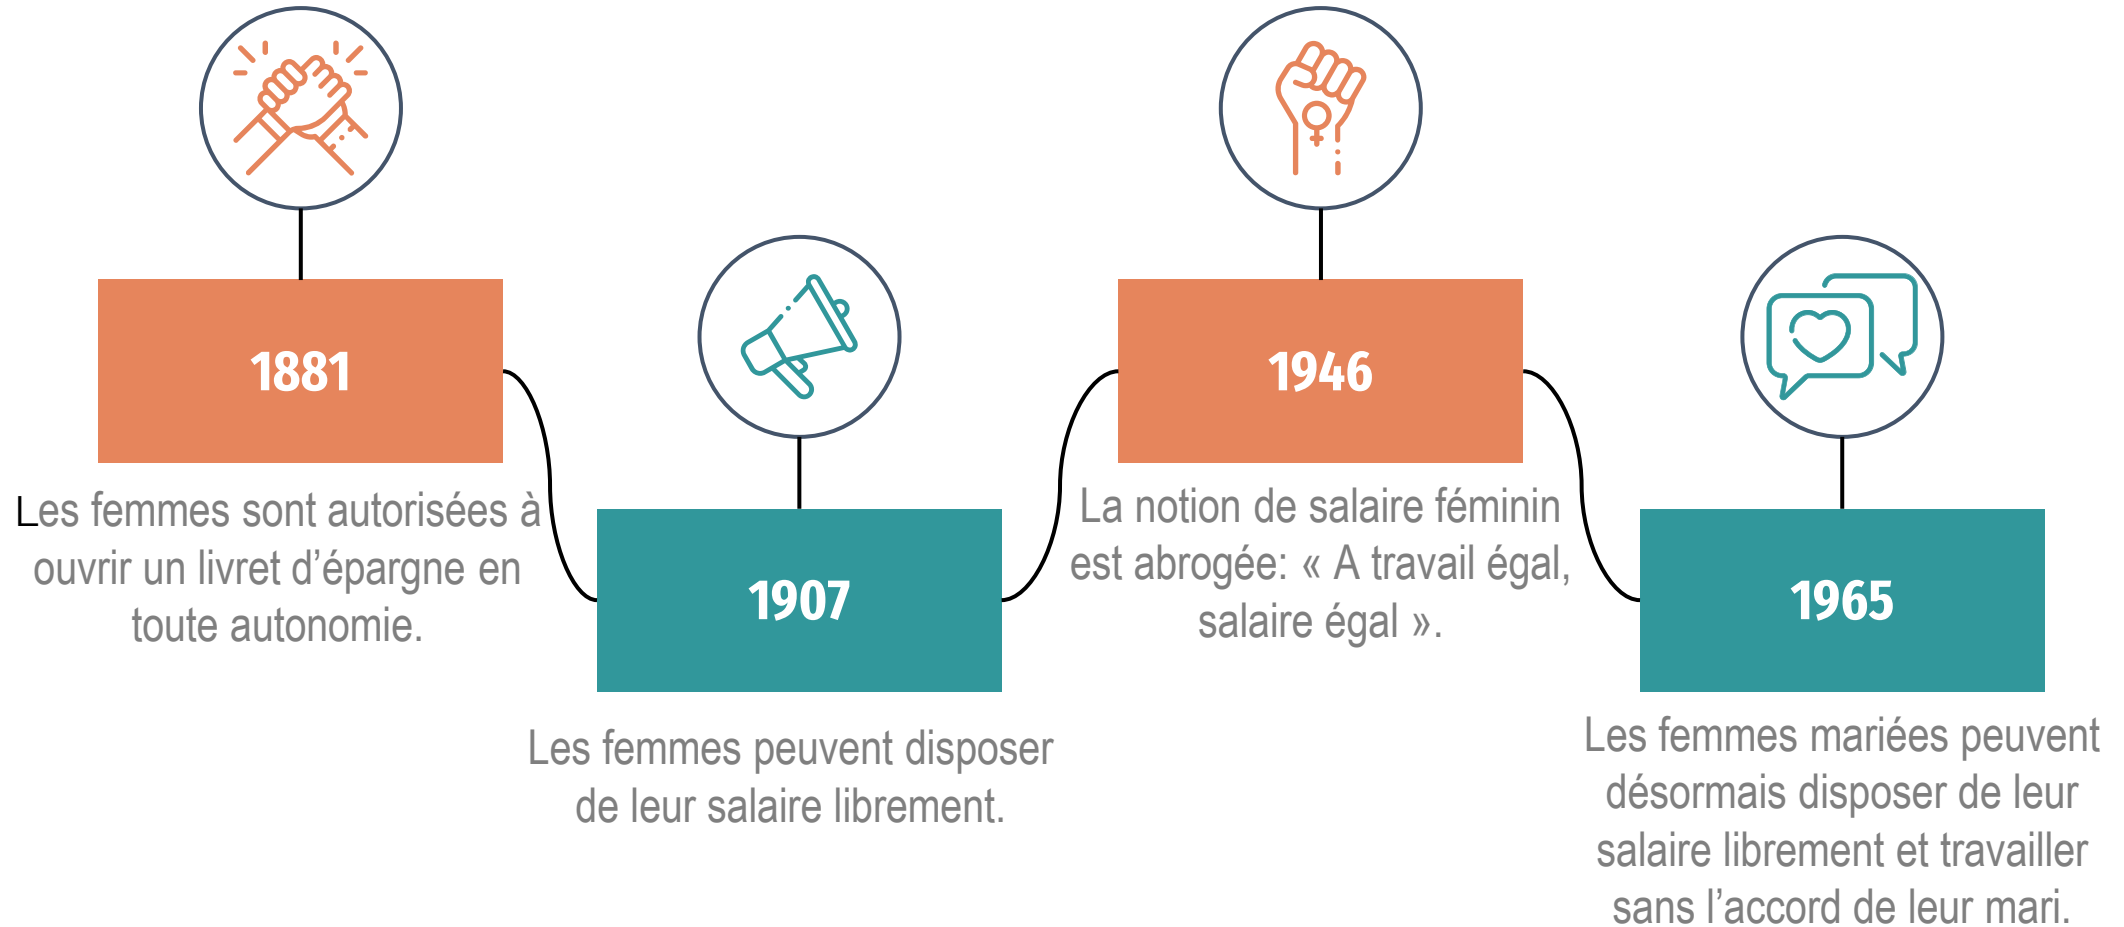 1881
Les femmes sont autorisées à
ouvrir un livret d’épargne en
toute autonomie.
1907
Les femmes peuvent disposer
de leur salaire librement.
1946
La notion de salaire féminin
est abrogée: « A travail égal,
salaire égal ».
1965
Les femmes mariées peuvent
désormais disposer de leur
salaire librement et travailler
sans l’accord de leur mari.